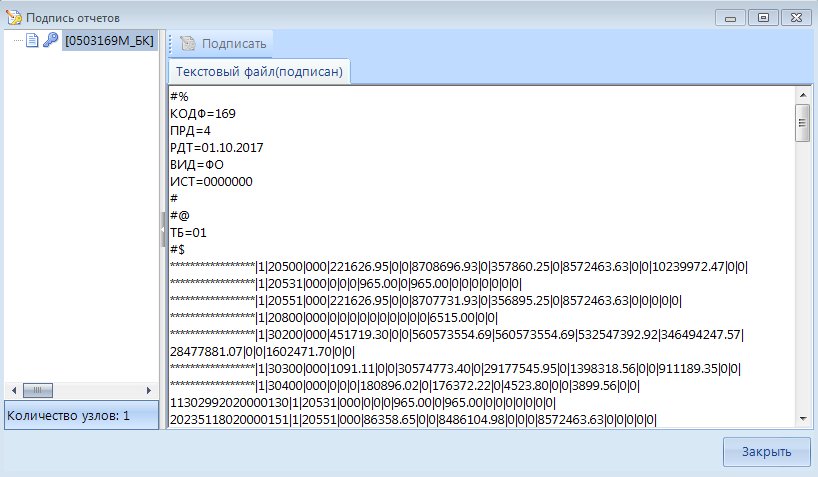 Подпись отчетов
[0503169М_БК]
Подписать
Текстовый файл(подписан)
#%
КОДФ=169
ПРД=4
РДТ=01.10.2017
ВИД=ФО
ИСТ=0000000
#
#@
ТБ=01
#$
*****************|1|20500|000|221626.95|0|0|8708696.93|0|357860.25|0|8572463.63|0|0|10239972.47|0|0|
*****************|1|20531|000|0|0|0|965.00|0|965.00|0|0|0|0|0|0|0|
*****************|1|20551|000|221626.95|0|0|8707731.93|0|356895.25|0|8572463.63|0|0|0|0|0|
*****************|1|20800|000|0|0|0|0|0|0|0|0|0|0|6515.00|0|0|
*****************|1|30200|000|451719.30|0|0|560573554.69|560573554.69|532547392.92|346494247.57|
28477881.07|0|0|1602471.70|0|0|
*****************|1|30300|000|1091.11|0|0|30574773.40|0|29177545.95|0|1398318.56|0|0|911189.35|0|0|
*****************|1|30400|000|0|0|0|180896.02|0|176372.22|0|4523.80|0|0|3899.56|0|0|
11302992020000130|1|20531|000|0|0|0|965.00|0|965.00|0|0|0|0|0|0|0|
20235118020000151|1|20551|000|86358.65|0|0|8486104.98|0|0|0|8572463.63|0|0|0|0|0|
Количество узлов: 1
Закрыть